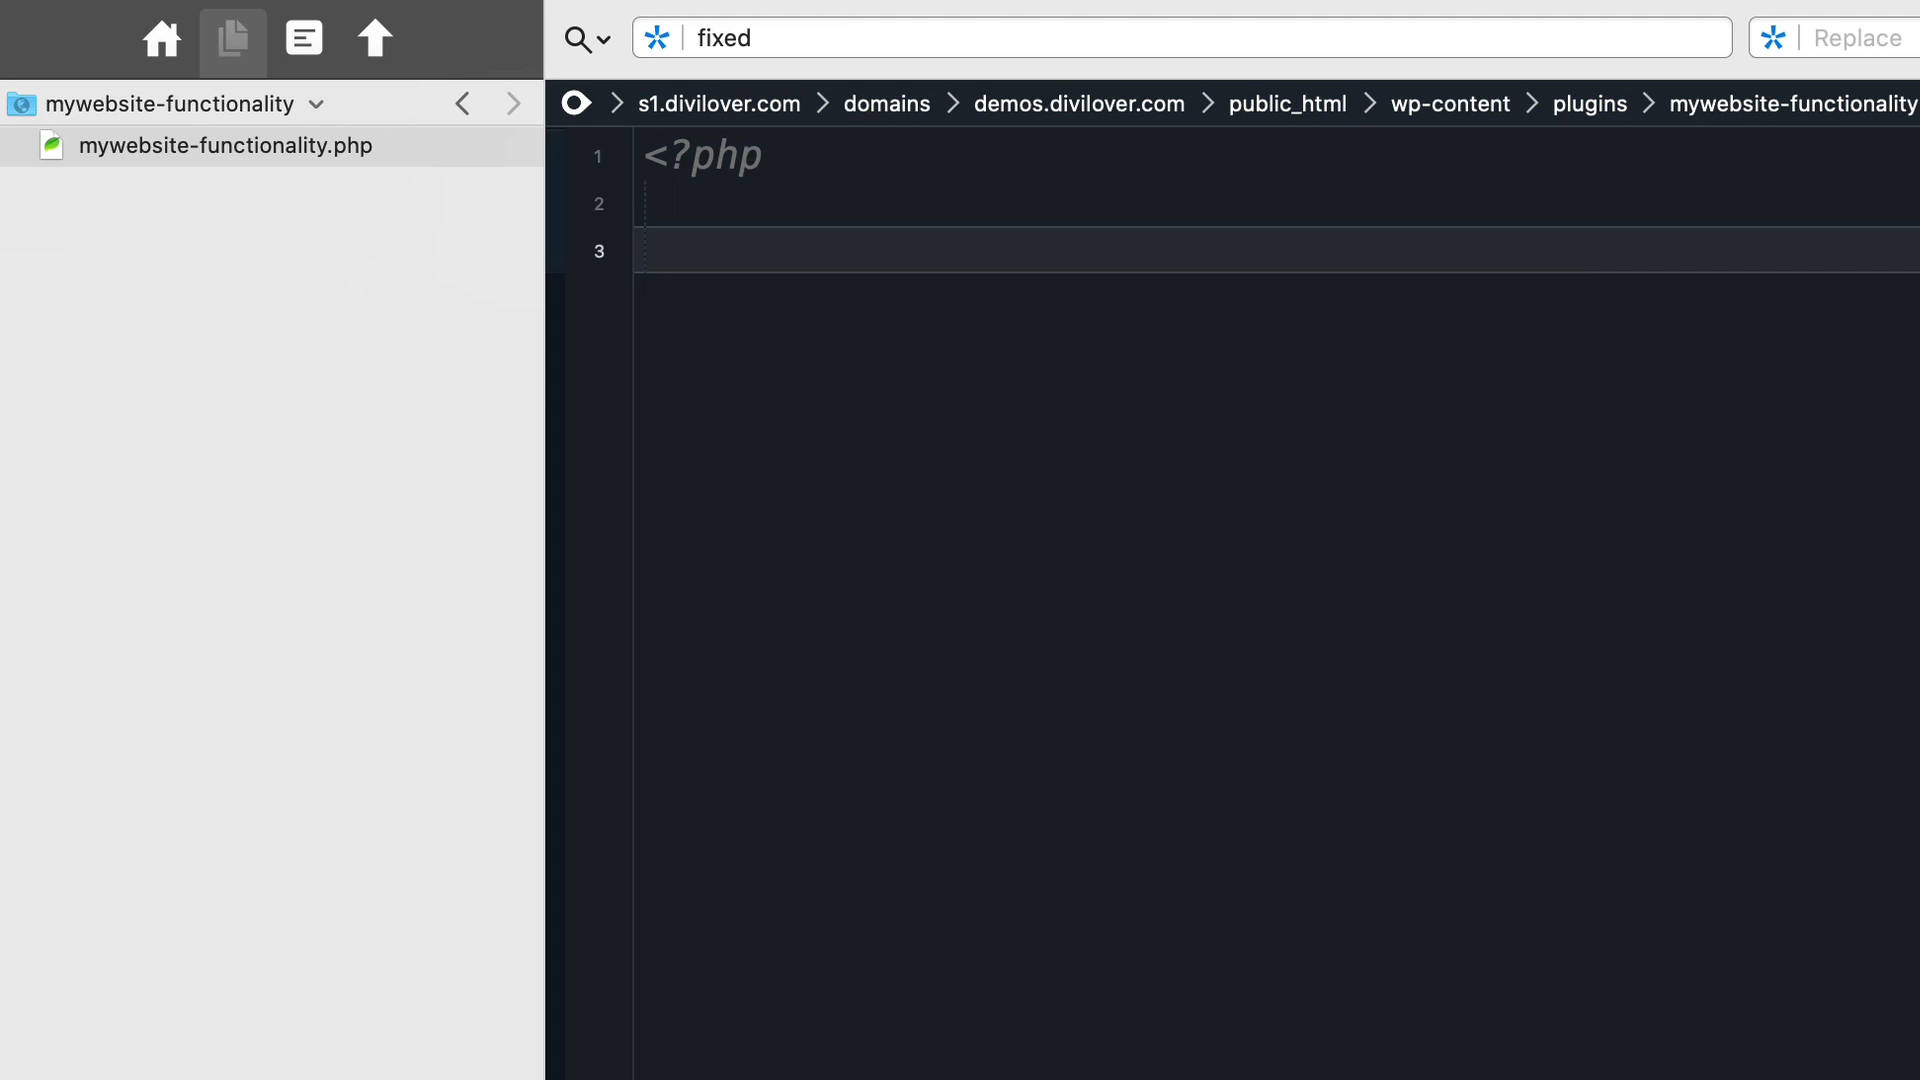 fixed
Replace
mywebsite-functionality
s1.divilover.com > domains > demos.divilover.com > public_html > wp-content > plugins > mywebsite-functionality
mywebsite-functionality.php
1 <?php
2
3